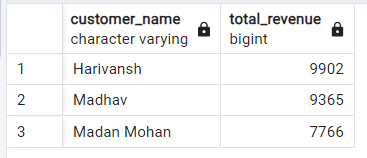 customer_name total_revenue
character varying bigint
1 Harivansh 9902
2 Madhav 9365
3 Madan Mohan 7766